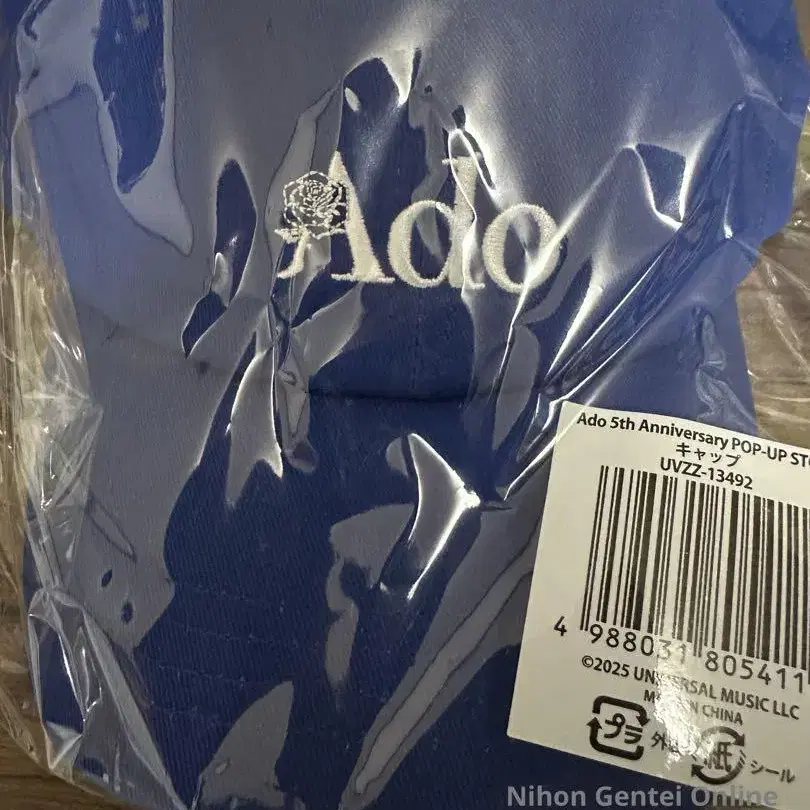 Ado
Ado 5th Anniversary POP-UP
キャップ
UVZZ-13492
4 988031 805411
©2025 UNIVERSAL MUSIC LLC
MADE IN CHINA
プラ
紙
シール
Nihon Gentei Online